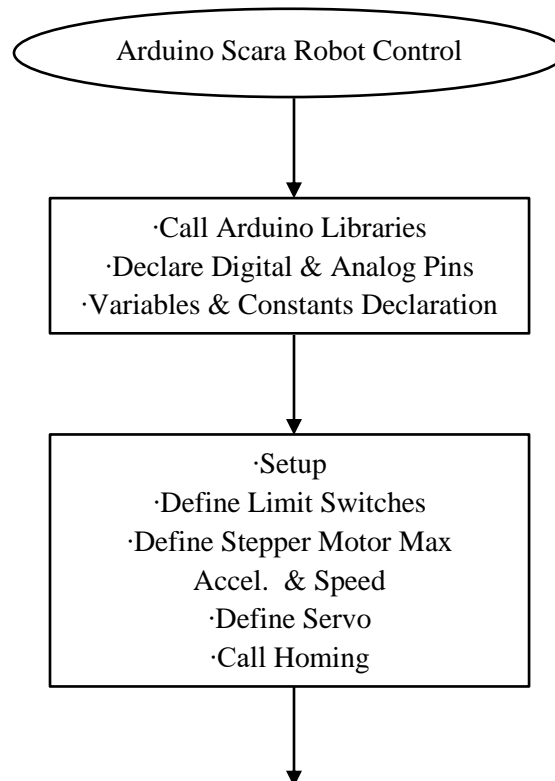 Arduino Scara Robot Control
·Call Arduino Libraries
·Declare Digital & Analog Pins
·Variables & Constants Declaration
·Setup
·Define Limit Switches
·Define Stepper Motor Max
Accel. & Speed
·Define Servo
·Call Homing